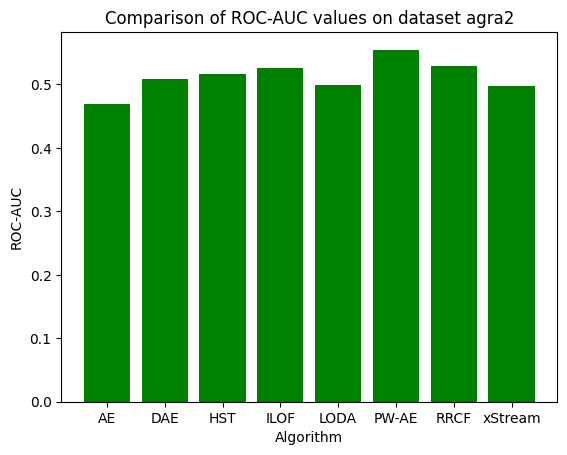 Comparison of ROC-AUC values on dataset agra2
ROC-AUC
0.5
0.4
0.3
0.2
0.1
0.0
AE DAE HST ILOF LODA PW-AE RRCF xStream
Algorithm